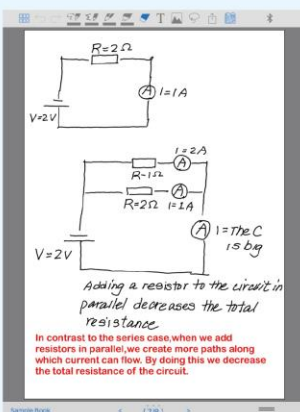 R=2Ω
I=1A
V=2V
I=2A
R-1Ω
R=2Ω I=1A
I=The C
is big
V=2V
Adding a resistor to the circuit in
parallel decreases the total
resistance
In contrast to the series case,when we add
resistors in parallel,we create more paths along
which current can flow. By doing this we decrease
the total resistance of the circuit.